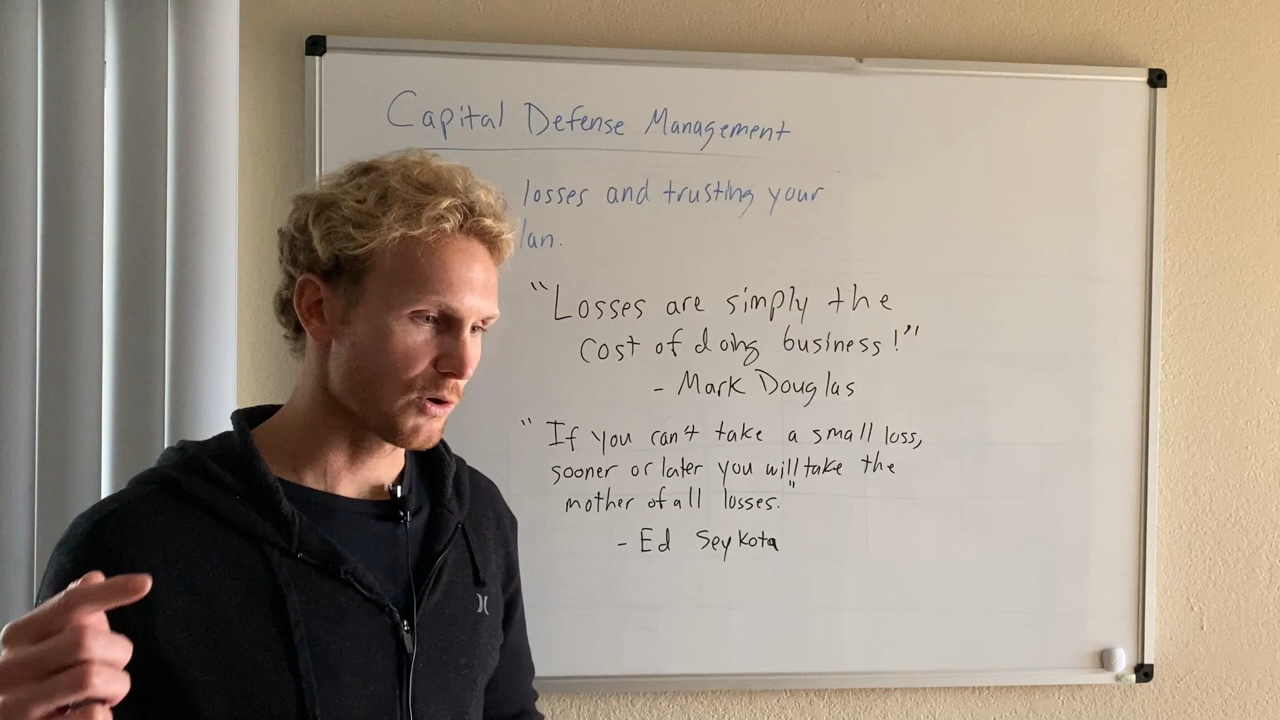 Capital Defense Management
losses and trusting your
lan.
"Losses are simply the
cost of doing business!"
- Mark Douglas
"If you can't take a small loss,
sooner or later you will take the
mother of all losses."
- Ed Seykota